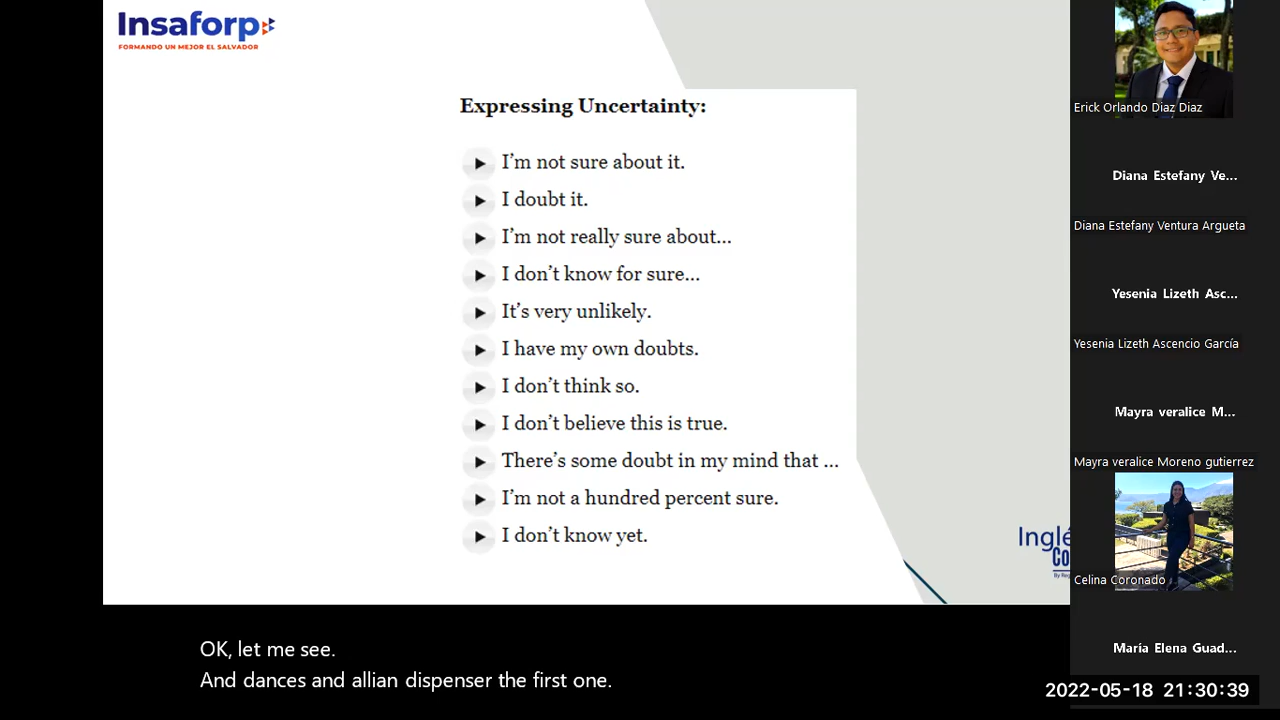 Insaforp
FORMANDO UN MEJOR EL SALVADOR
Expressing Uncertainty:
I'm not sure about it.
I doubt it.
I'm not really sure about...
I don't know for sure...
It's very unlikely.
I have my own doubts.
I don't think so.
I don't believe this is true.
There's some doubt in my mind that ...
I'm not a hundred percent sure.
I don't know yet.
Inglé
Co
OK, let me see.
And dances and allian dispenser the first one.
Erick Orlando Diaz Diaz
Diana Estefany Ve...
Diana Estefany Ventura Argueta
Yesenia Lizeth Asc...
Yesenia Lizeth Ascencio García
Mayra veralice M...
Mayra veralice Moreno gutierrez
Celina Coronado
María Elena Guad...
2022-05-18 21:30:39